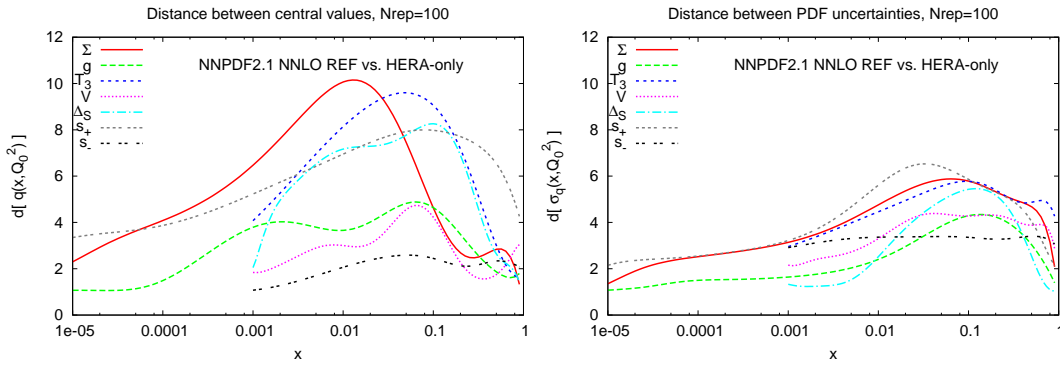 Distance between central values, Nrep=100
12
10
8
6
4
2
0
d[ q(x,Q₀²) ]
Σ
g
T₃
V
Δ_S
s₊
s₋
NNPDF2.1 NNLO REF vs. HERA-only
1e-05 0.0001 0.001 0.01 0.1 1
x
Distance between PDF uncertainties, Nrep=100
12
10
8
6
4
2
0
d[ σ_q(x,Q₀²) ]
Σ
g
T₃
V
Δ_S
s₊
s₋
NNPDF2.1 NNLO REF vs. HERA-only
1e-05 0.0001 0.001 0.01 0.1 1
x